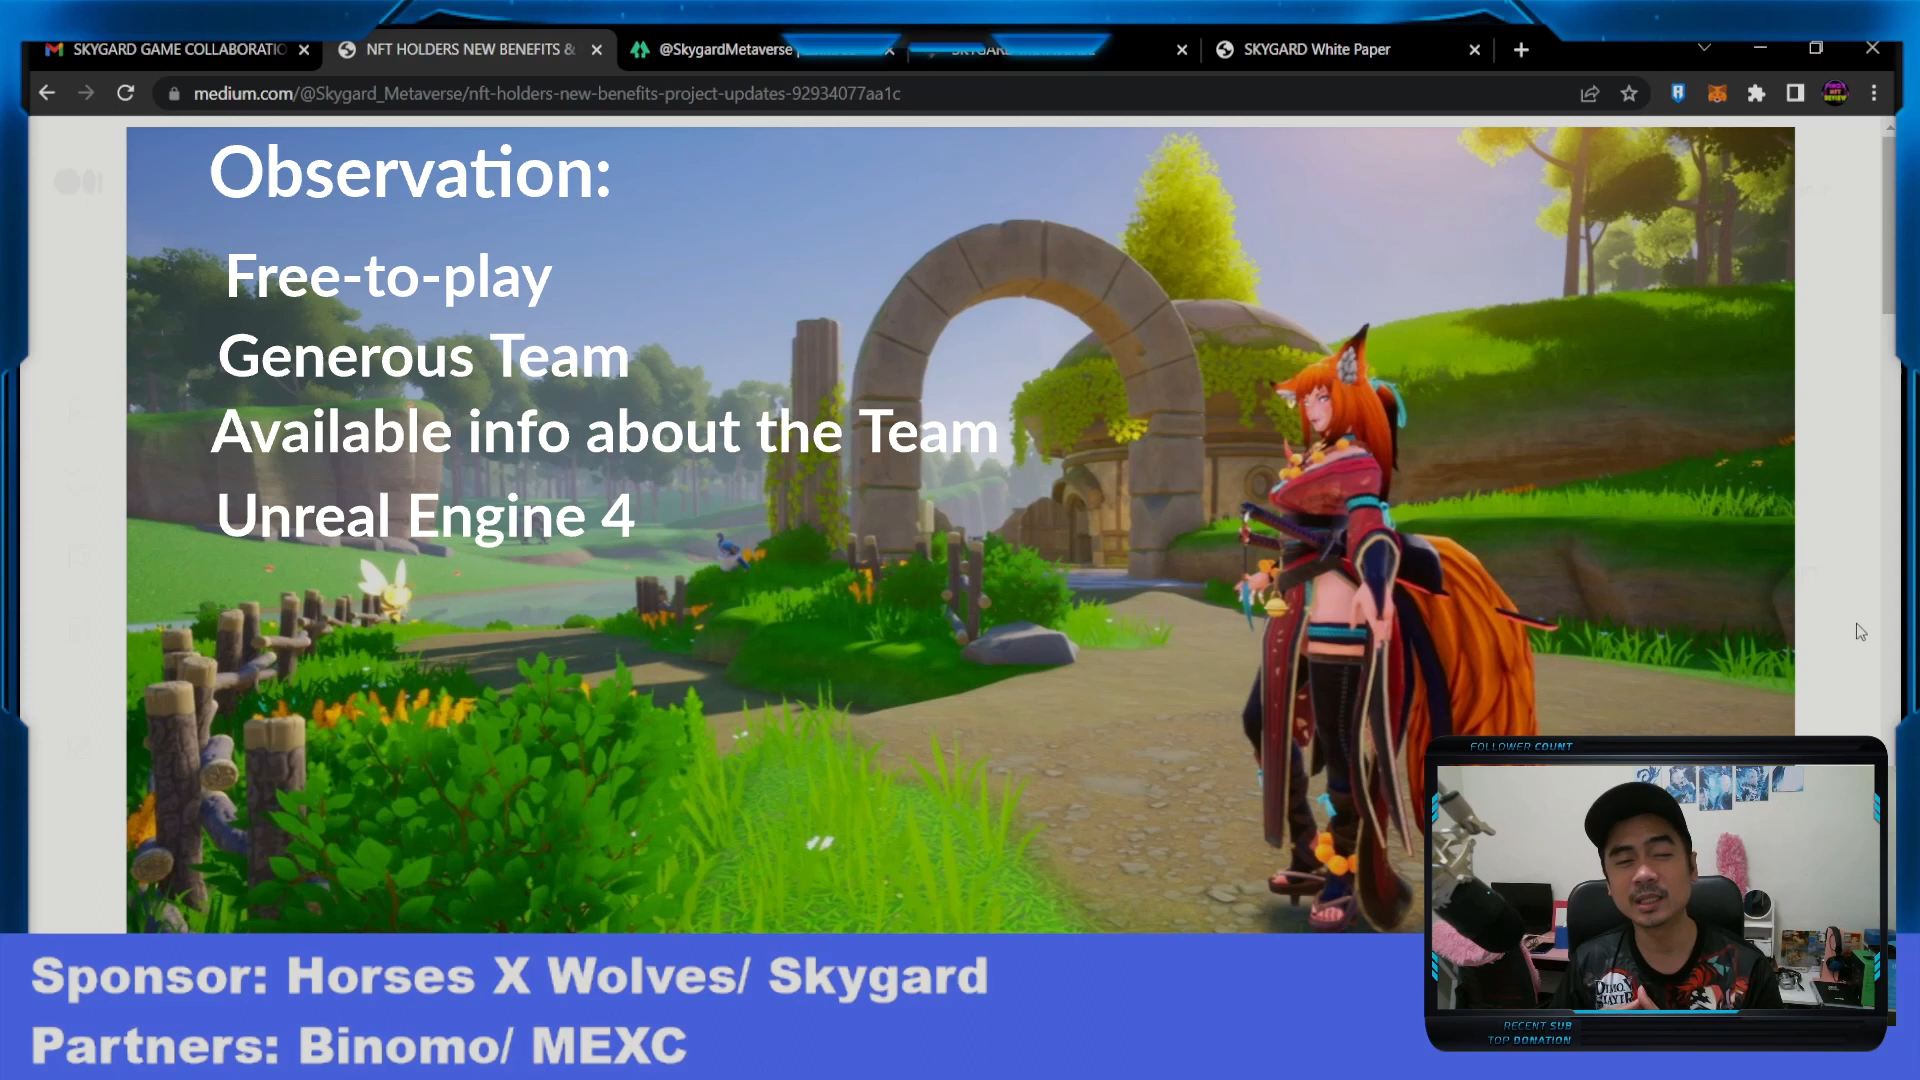 SKYGARD GAME COLLABORATIO
NFT HOLDERS NEW BENEFITS &
@SkygardMetaverse
SKYGARD White Paper
medium.com/@Skygard_Metaverse/nft-holders-new-benefits-project-updates-92934077aa1c
Observation:
Free-to-play
Generous Team
Available info about the Team
Unreal Engine 4
FOLLOWER COUNT
RECENT SUB
TOP DONATION
Sponsor: Horses X Wolves/ Skygard
Partners: Binomo/ MEXC